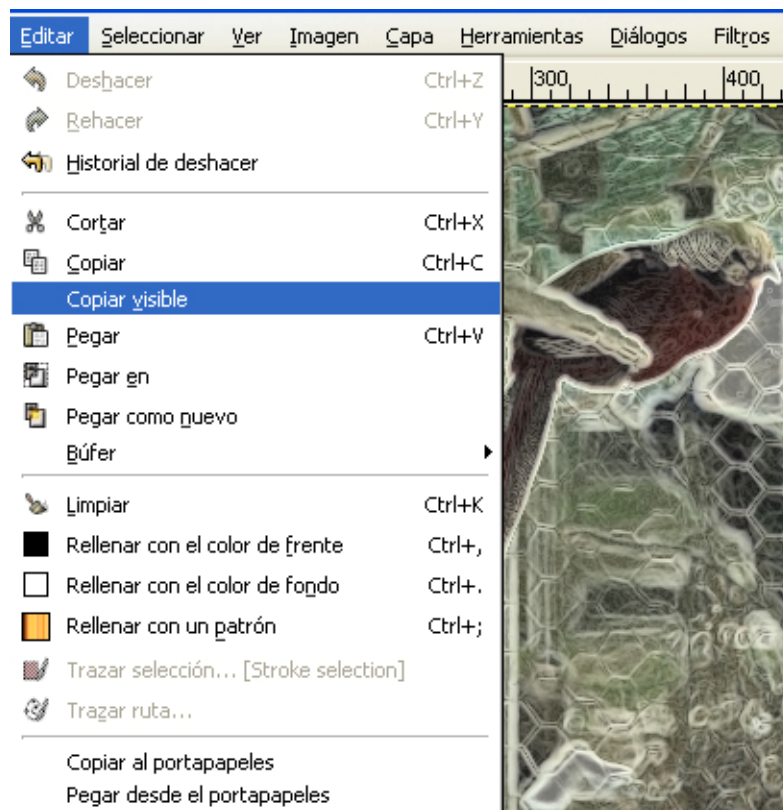 Editar Seleccionar Ver Imagen Capa Herramientas Diálogos Filtros
Deshacer Ctrl+Z
300 400
Rehacer Ctrl+Y
Historial de deshacer
Cortar Ctrl+X
Copiar Ctrl+C
Copiar visible
Pegar Ctrl+V
Pegar en
Pegar como nuevo
Búfer
Limpiar Ctrl+K
Rellenar con el color de frente Ctrl+,
Rellenar con el color de fondo Ctrl+.
Rellenar con un patrón Ctrl+;
Trazar selección... [Stroke selection]
Trazar ruta...
Copiar al portapapeles
Pegar desde el portapapeles